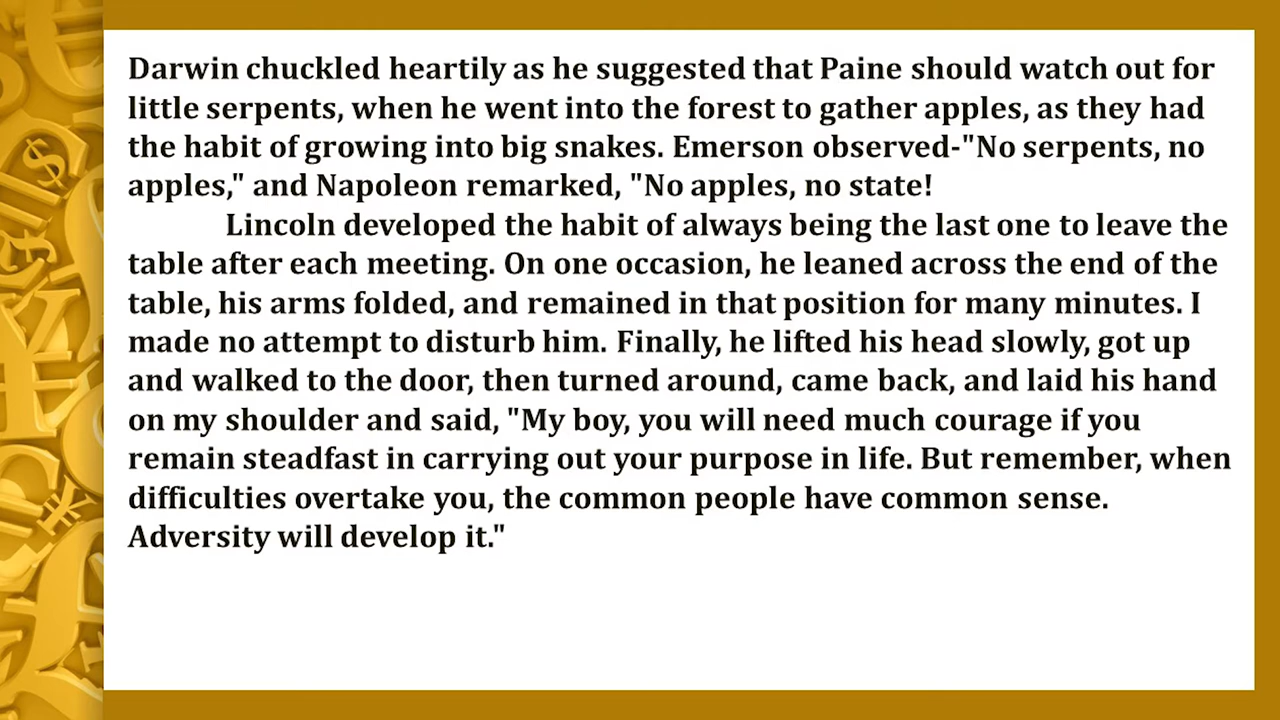 Darwin chuckled heartily as he suggested that Paine should watch out for
little serpents, when he went into the forest to gather apples, as they had
the habit of growing into big snakes. Emerson observed-"No serpents, no
apples," and Napoleon remarked, "No apples, no state!
Lincoln developed the habit of always being the last one to leave the
table after each meeting. On one occasion, he leaned across the end of the
table, his arms folded, and remained in that position for many minutes. I
made no attempt to disturb him. Finally, he lifted his head slowly, got up
and walked to the door, then turned around, came back, and laid his hand
on my shoulder and said, "My boy, you will need much courage if you
remain steadfast in carrying out your purpose in life. But remember, when
difficulties overtake you, the common people have common sense.
Adversity will develop it."